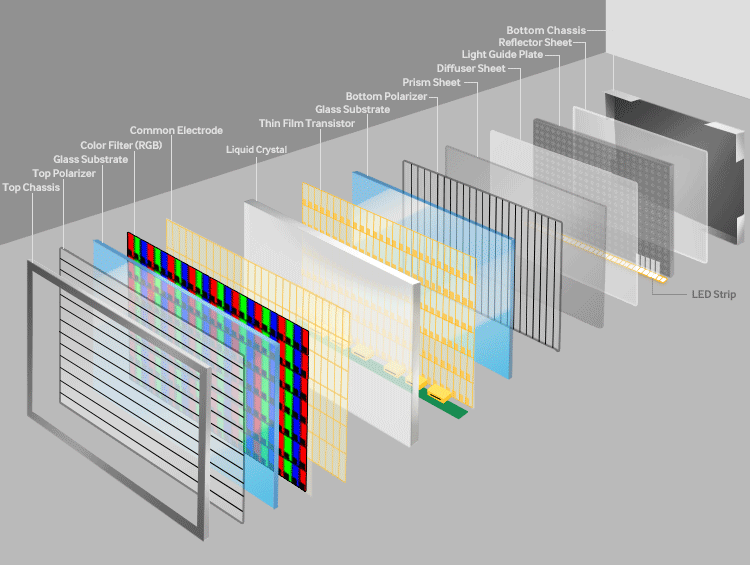 Bottom Chassis
Reflector Sheet
Light Guide Plate
Diffuser Sheet
Prism Sheet
Bottom Polarizer
Glass Substrate
Thin Film Transistor
Common Electrode
Color Filter (RGB)
Liquid Crystal
Glass Substrate
Top Polarizer
Top Chassis
LED Strip